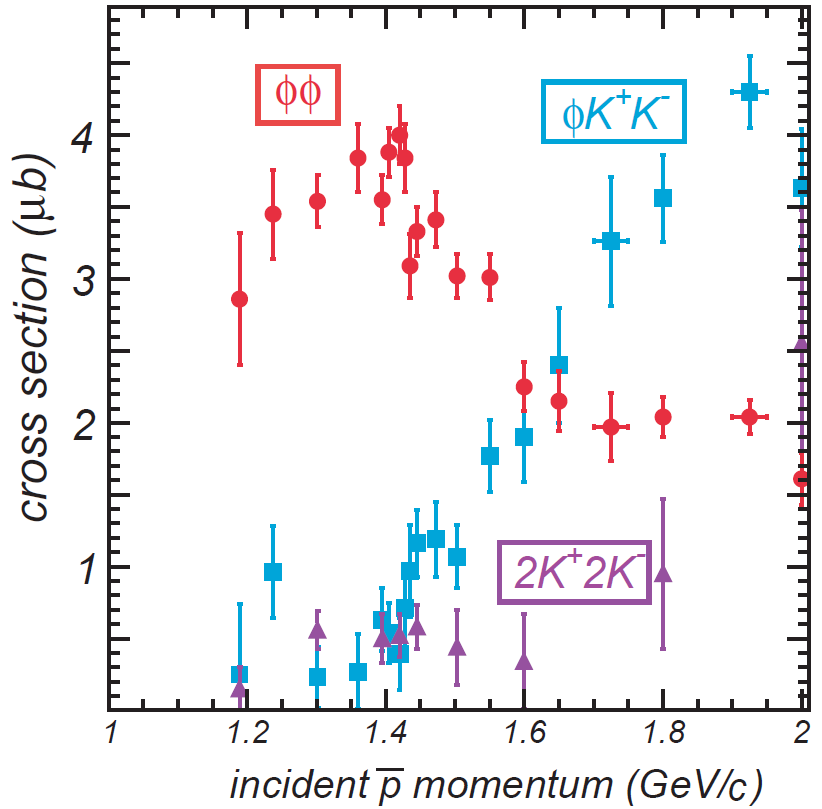 cross section (μb)
4
3
2
1
ϕϕ
ϕK⁺K⁻
2K⁺2K⁻
1 1.2 1.4 1.6 1.8 2
incident p̅ momentum (GeV/c)